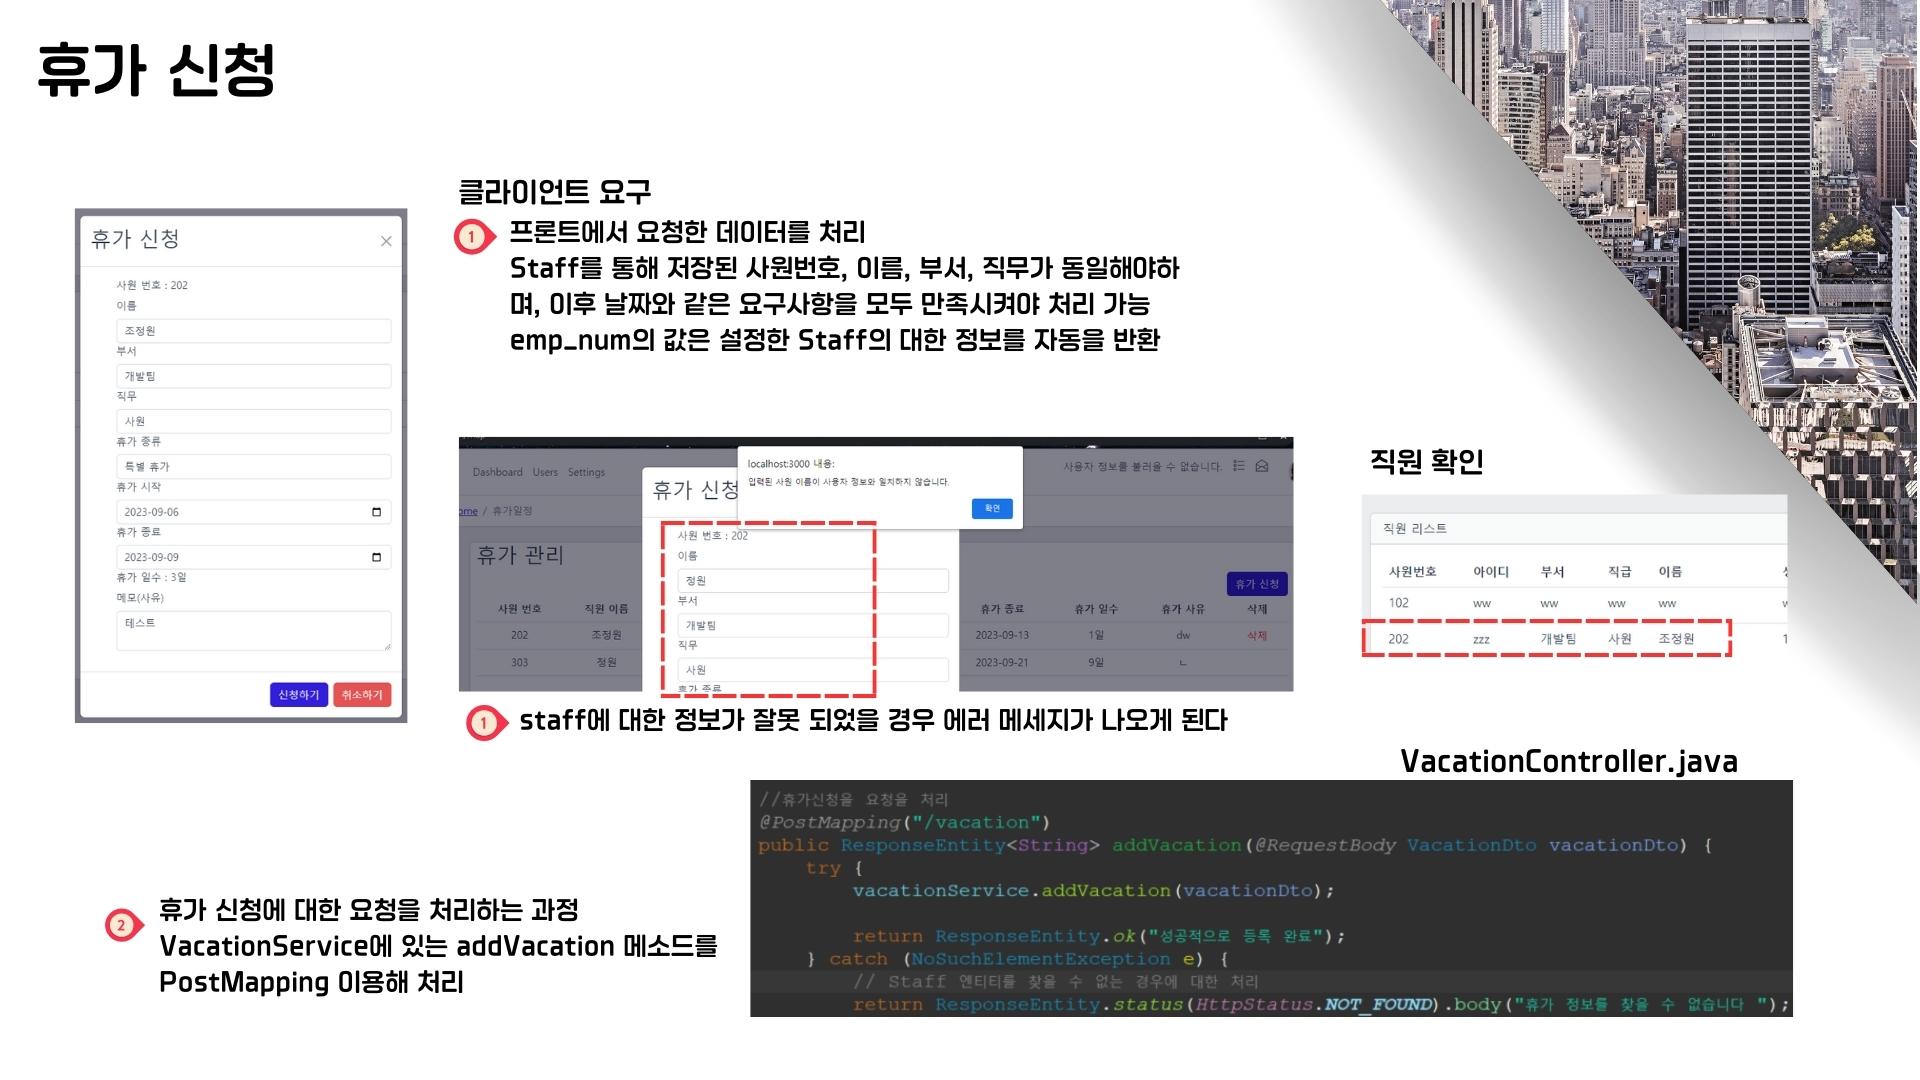 휴가 신청
클라이언트 요구
1
프론트에서 요청한 데이터를 처리
Staff를 통해 저장된 사원번호, 이름, 부서, 직무가 동일해야하
며, 이후 날짜와 같은 요구사항을 모두 만족시켜야 처리 가능
emp_num의 값은 설정한 Staff의 대한 정보를 자동을 반환
휴가 신청
사원 번호 : 202
이름
조정원
부서
개발팀
직무
사원
휴가 종류
특별 휴가
휴가 시작
2023-09-06
휴가 종료
2023-09-09
휴가 일수 : 3일
메모(사유)
테스트
신청하기 취소하기
localhost:3000 내용:
입력된 사원 이름이 사용자 정보와 일치하지 않습니다.
확인
Dashboard Users Settings
사용자 정보를 불러올 수 없습니다.
ome / 휴가일정
휴가 관리
휴가 신청
사원 번호 직원 이름 휴가 종료 휴가 일수 휴가 사유 삭제
202 조정원 2023-09-13 1일 dw 삭제
303 정원 2023-09-21 9일 ㄴ
휴가 신청
사원 번호 : 202
이름
정원
부서
개발팀
직무
사원
휴가 종류
직원 확인
직원 리스트
사원번호 아이디 부서 직급 이름
102 ww ww ww ww
202 zzz 개발팀 사원 조정원
1
staff에 대한 정보가 잘못 되었을 경우 에러 메세지가 나오게 된다
VacationController.java
//휴가신청을 요청을 처리
@PostMapping("/vacation")
public ResponseEntity<String> addVacation(@RequestBody VacationDto vacationDto) {
try {
vacationService.addVacation(vacationDto);
return ResponseEntity.ok("성공적으로 등록 완료");
} catch (NoSuchElementException e) {
// Staff 엔티티를 찾을 수 없는 경우에 대한 처리
return ResponseEntity.status(HttpStatus.NOT_FOUND).body("휴가 정보를 찾을 수 없습니다 ");
2
휴가 신청에 대한 요청을 처리하는 과정
VacationService에 있는 addVacation 메소드를
PostMapping 이용해 처리